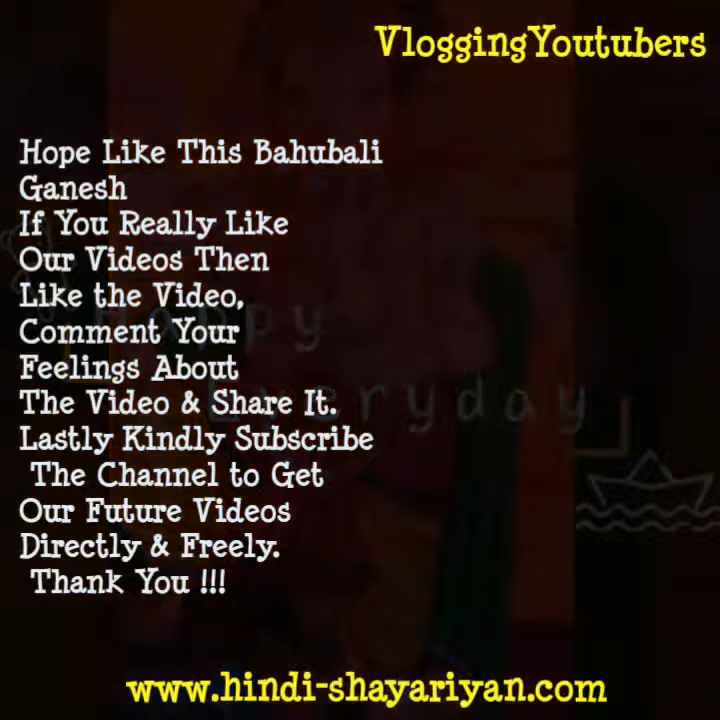 VloggingYoutubers
Hope Like This Bahubali
Ganesh
If You Really Like
Our Videos Then
Like the Video,
Comment Your
Feelings About
The Video & Share It.
Lastly Kindly Subscribe
The Channel to Get
Our Future Videos
Directly & Freely.
Thank You !!!
Happy
Everyday
www.hindi-shayariyan.com